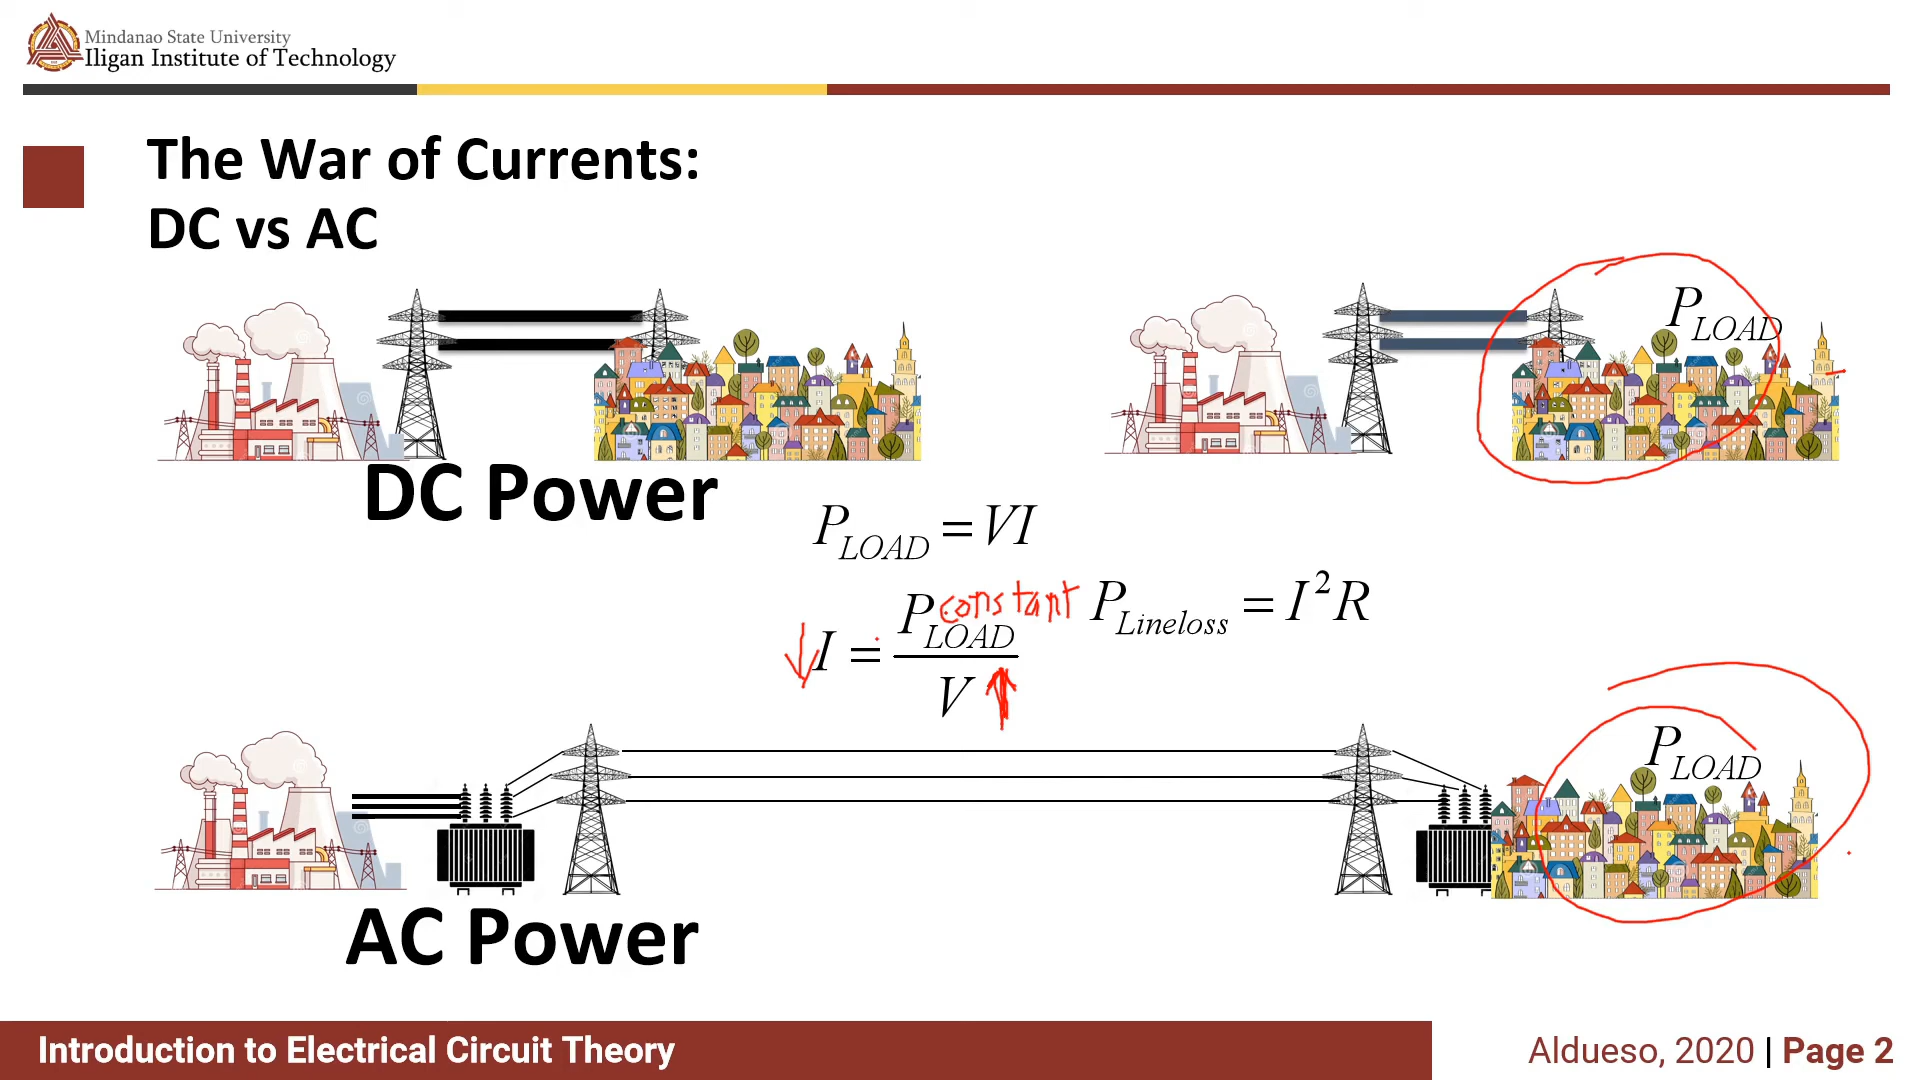 Mindanao State University
Iligan Institute of Technology
The War of Currents:
DC vs AC
P_LOAD
DC Power
P_LOAD = VI
I = P_LOAD / V
constant
P_Lineloss = I² R
P_LOAD
AC Power
Introduction to Electrical Circuit Theory
Aldueso, 2020 | Page 2